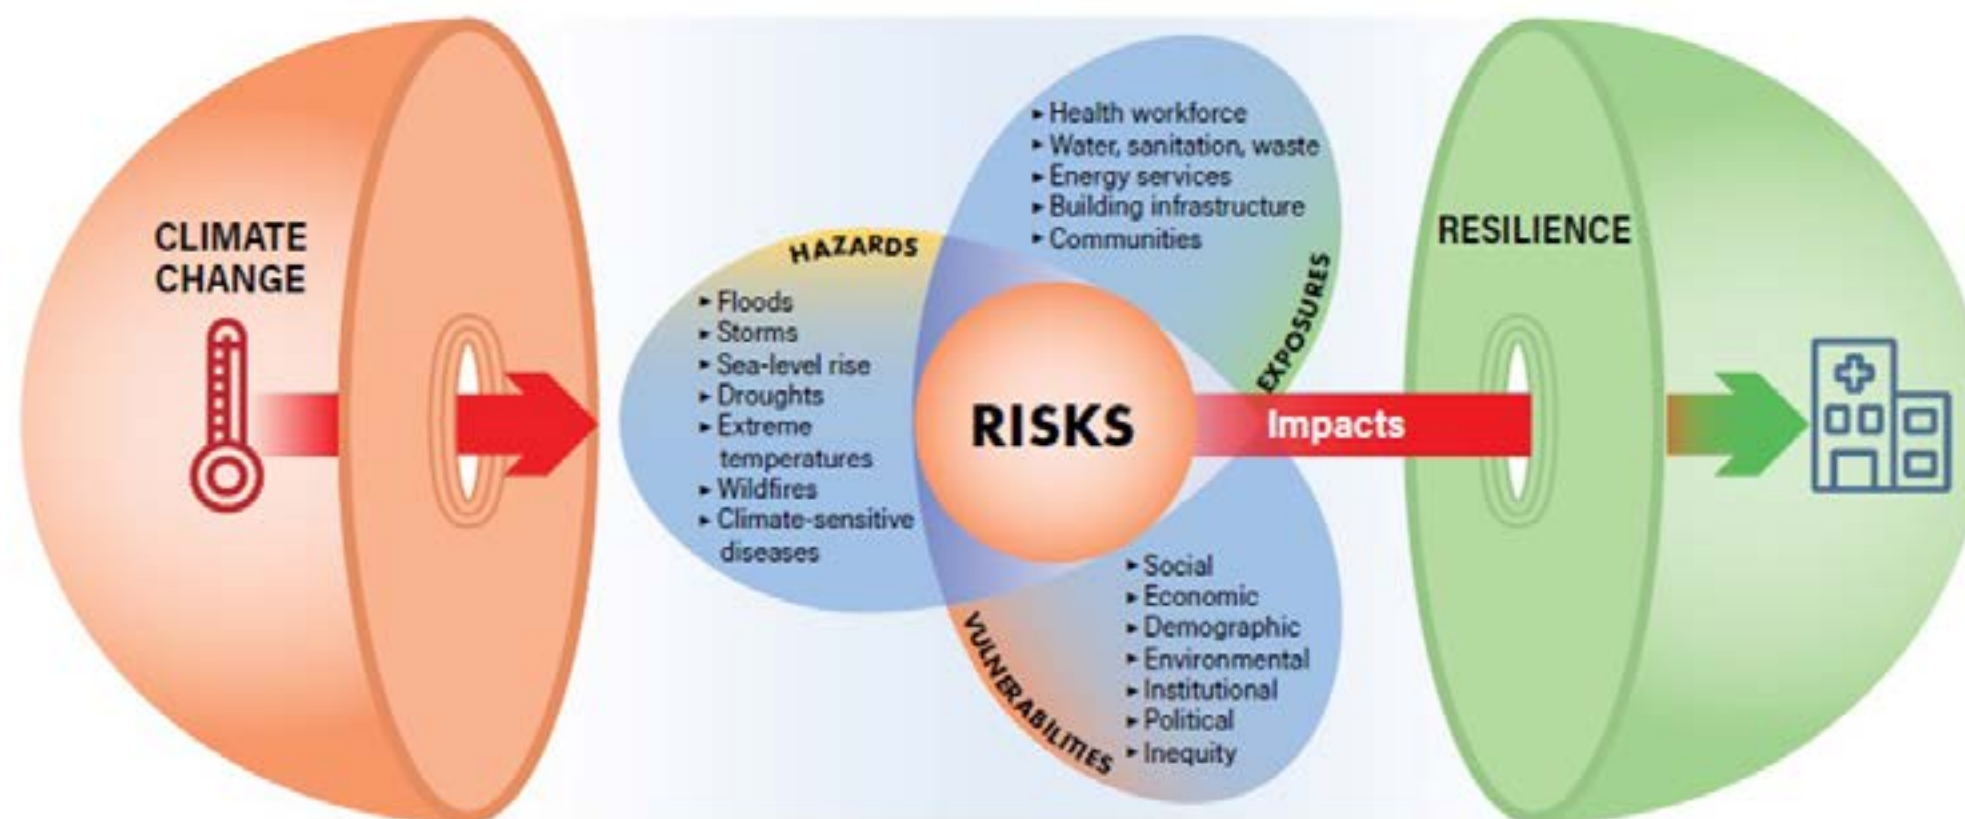 CLIMATE
CHANGE
HAZARDS
► Floods
► Storms
► Sea-level rise
► Droughts
► Extreme
temperatures
► Wildfires
► Climate-sensitive
diseases
► Health workforce
► Water, sanitation, waste
► Energy services
► Building infrastructure
► Communities
EXPOSURES
RISKS
Impacts
VULNERABILITIES
► Social
► Economic
► Demographic
► Environmental
► Institutional
► Political
► Inequity
RESILIENCE